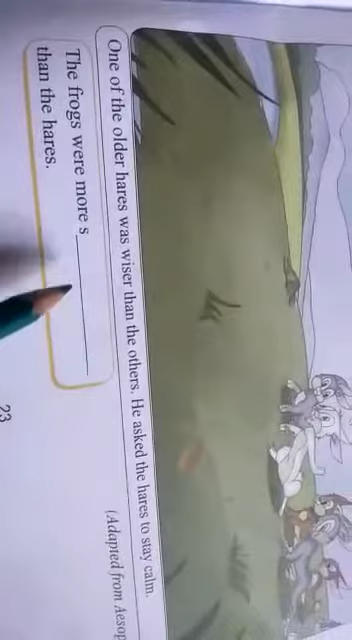 One of the older hares was wiser than the others. He asked the hares to stay calm.
(Adapted from Aesop
The frogs were more s____________
than the hares.
23